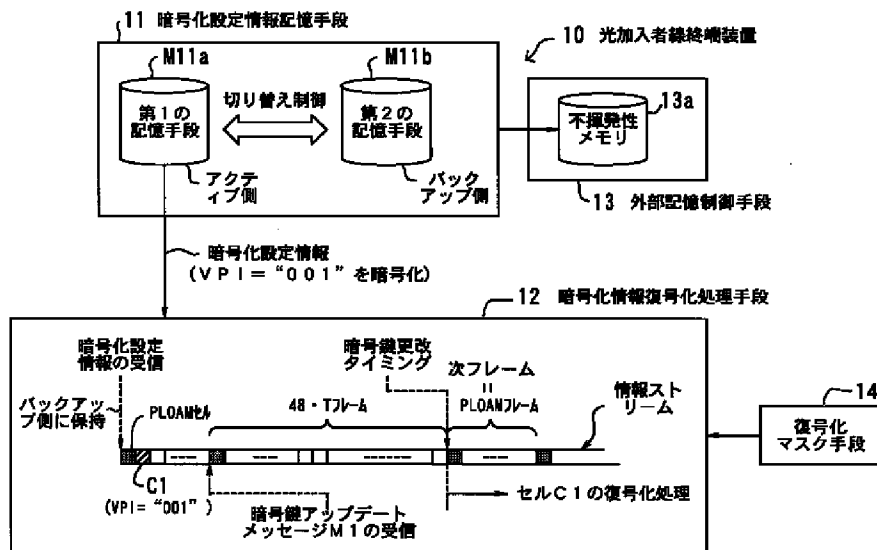 11 暗号化設定情報記憶手段
10 光加入者線終端装置
M11a
M11b
第1の
記憶手段
切り替え制御
第2の
記憶手段
アクテ
ィブ側
バック
アップ側
13a
不揮発性
メモリ
13 外部記憶制御手段
暗号化設定情報
(VPI=“001”を暗号化)
12 暗号化情報復号化処理手段
暗号化設定
情報の受信
バックアッ
プ側に保持
PLOAMセル
暗号鍵更改
タイミング
48・Tフレーム
次フレーム
=
PLOAMフレーム
情報スト
リーム
C1
(VPI=“001”)
暗号鍵アップデート
メッセージM1の受信
セルC1の復号化処理
14
復号化
マスク手段